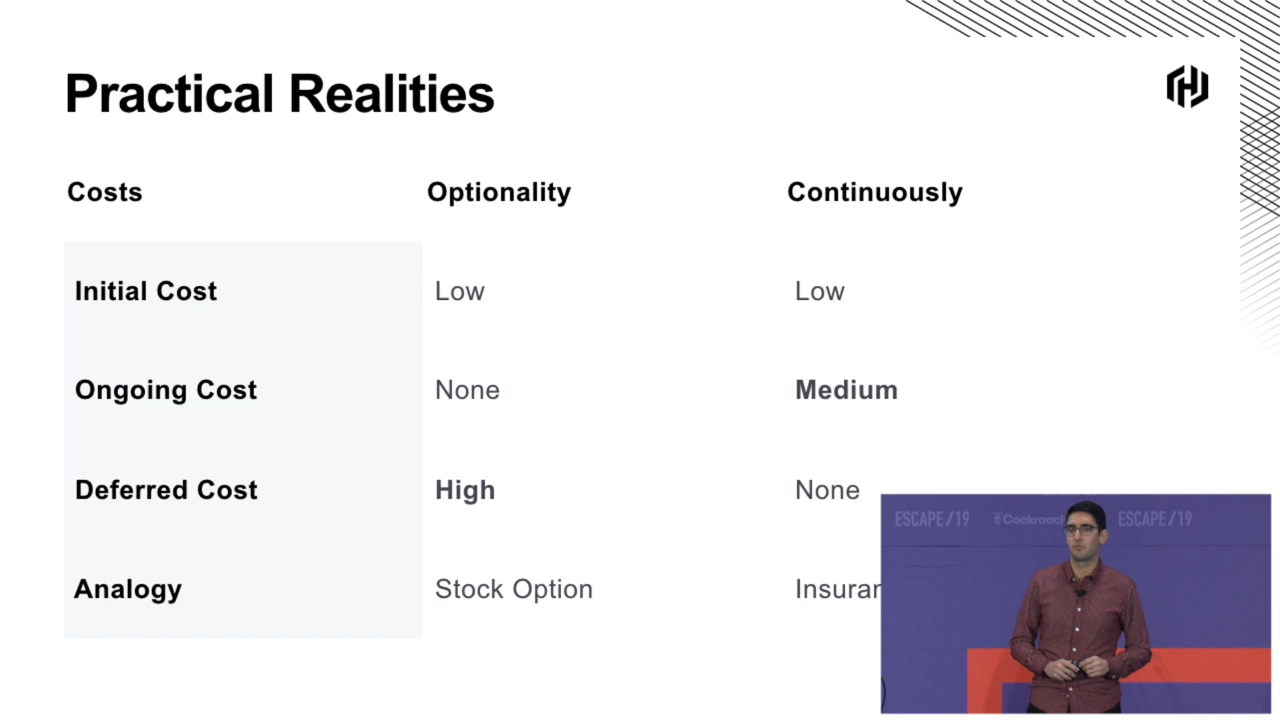 Practical Realities
Costs Optionality Continuously
Initial Cost Low Low
Ongoing Cost None Medium
Deferred Cost High None
Analogy Stock Option
ESCAPE/19 ESCAPE/19